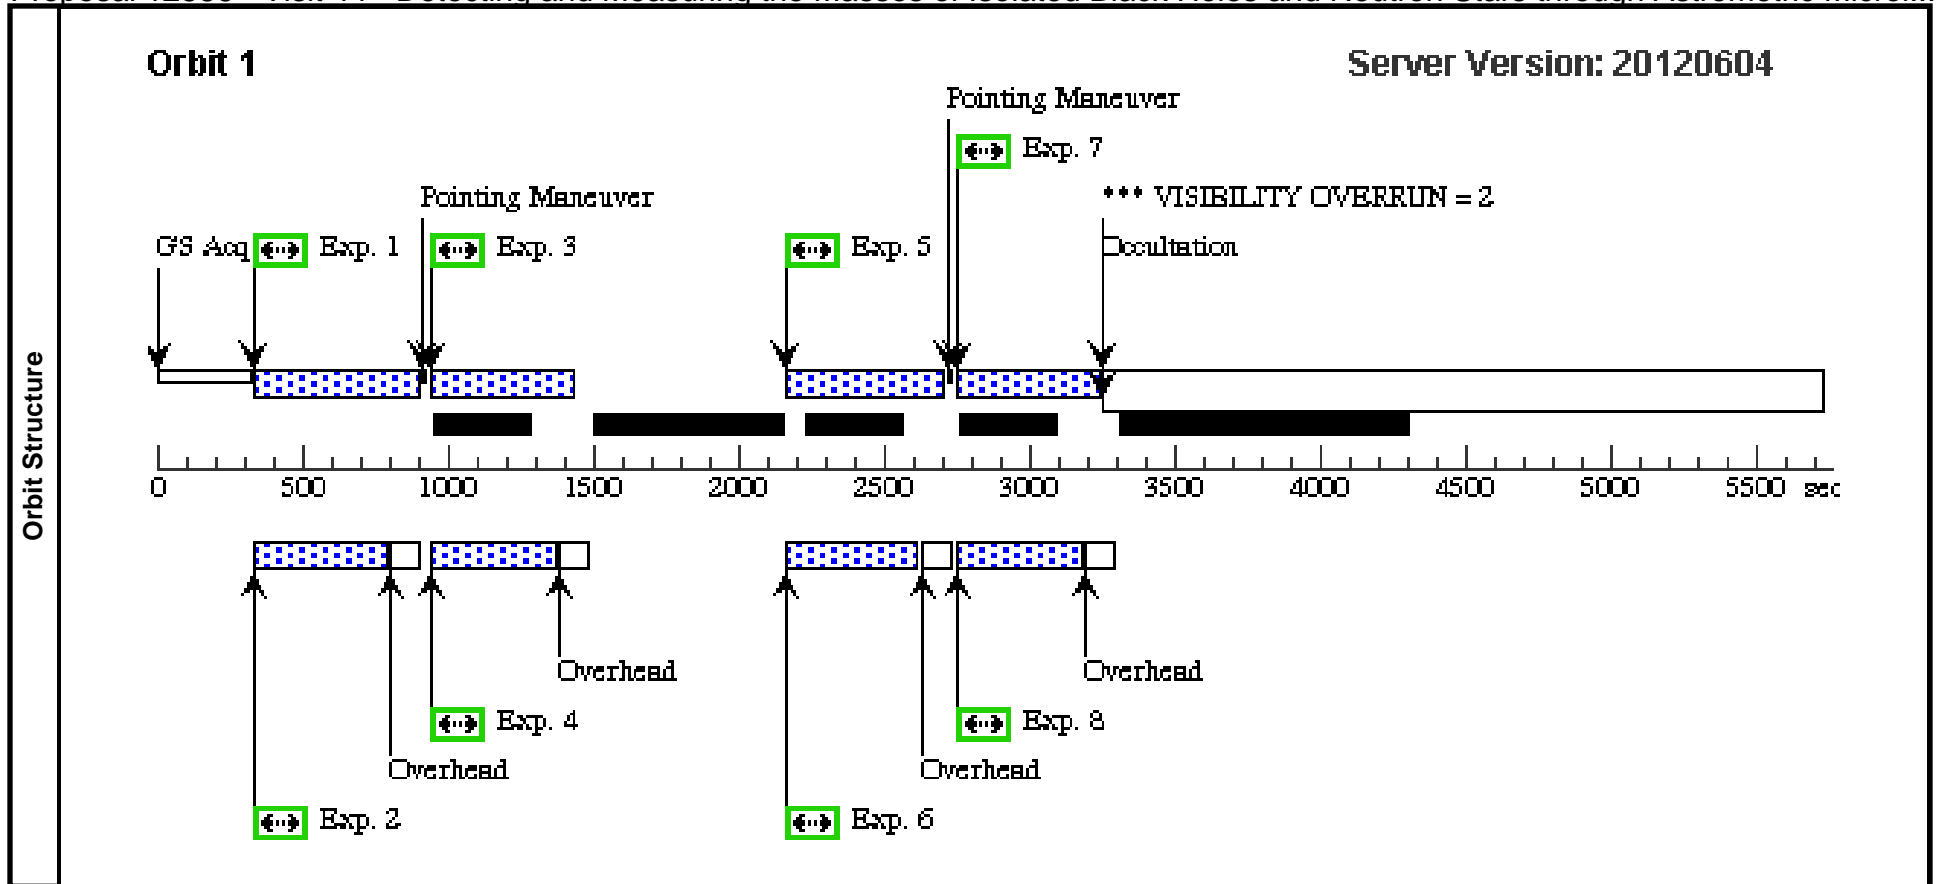 Orbit 1
Server Version: 20120604
Pointing Maneuver
Exp. 7
Pointing Maneuver
*** VISIBILITY OVERRUN = 2
GS Acq
Exp. 1
Exp. 3
Exp. 5
Occultation
Orbit Structure
0 500 1000 1500 2000 2500 3000 3500 4000 4500 5000 5500 sec
Overhead
Overhead
Exp. 4
Exp. 8
Overhead
Overhead
Exp. 2
Exp. 6